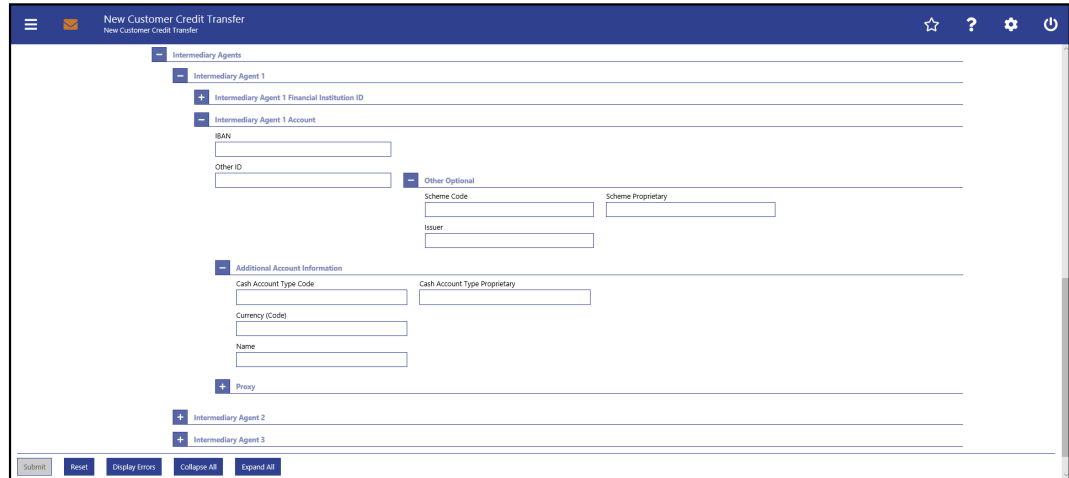 New Customer Credit Transfer
New Customer Credit Transfer
Intermediary Agents
Intermediary Agent 1
Intermediary Agent 1 Financial Institution ID
Intermediary Agent 1 Account
IBAN
Other ID
Other Optional
Scheme Code Scheme Proprietary
Issuer
Additional Account Information
Cash Account Type Code Cash Account Type Proprietary
Currency (Code)
Name
Proxy
Intermediary Agent 2
Intermediary Agent 3
Submit Reset Display Errors Collapse All Expand All